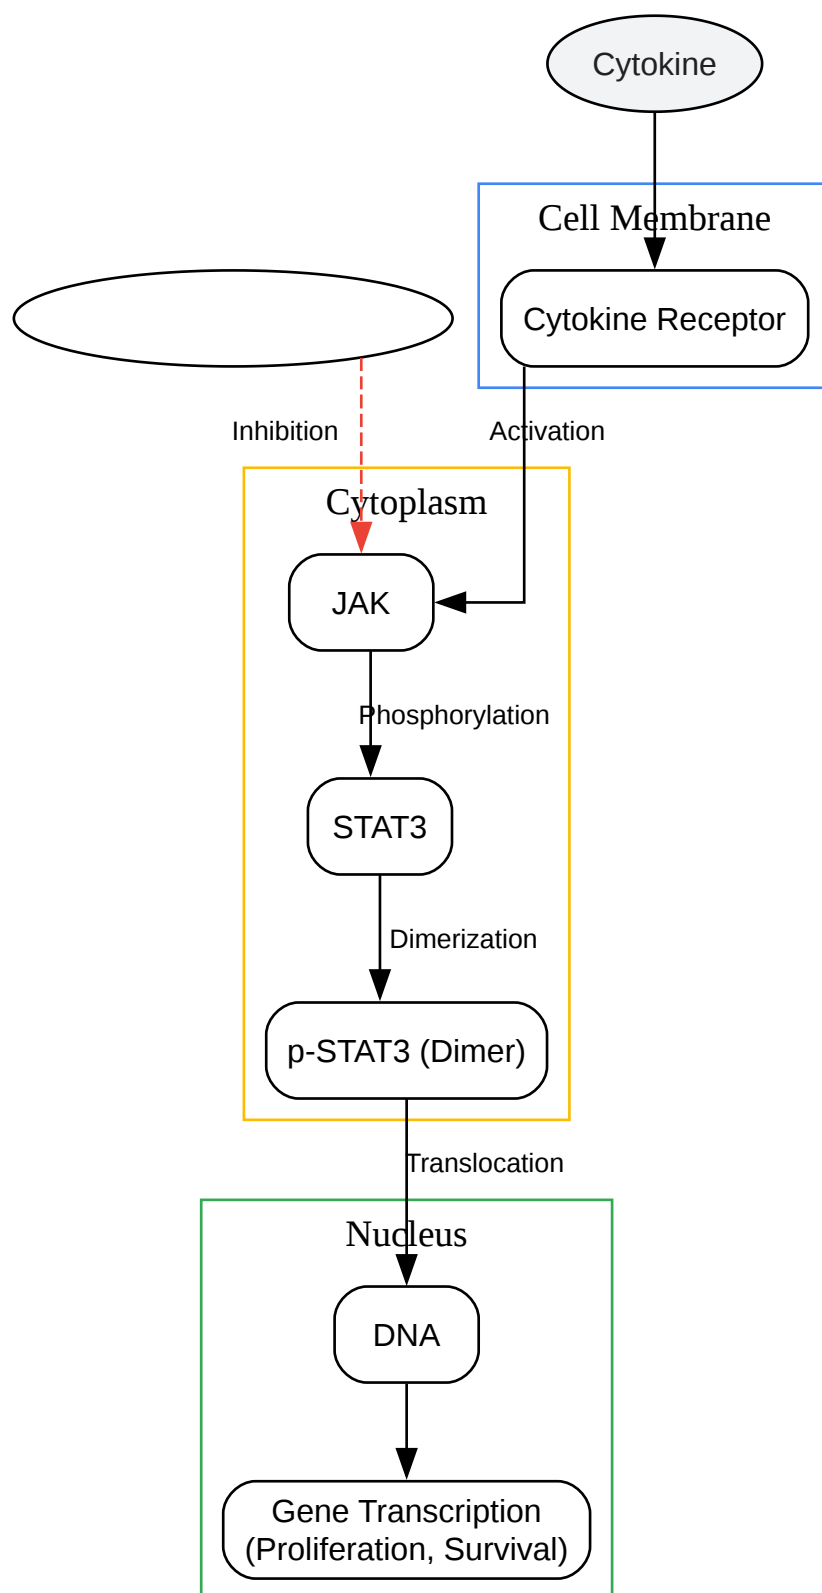 Cytokine
Cell Membrane
Cytokine Receptor
Inhibition
Activation
Cytoplasm
JAK
Phosphorylation
STAT3
Dimerization
p-STAT3 (Dimer)
Translocation
Nucleus
DNA
Gene Transcription
(Proliferation, Survival)